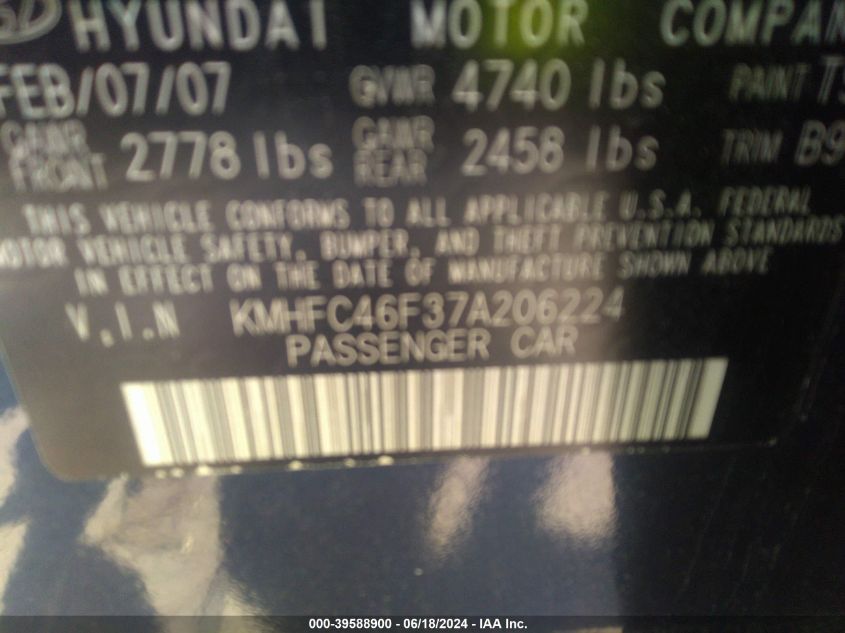 HYUNDAI MOTOR COMPAN
FEB/07/07 GVWR 4740 lbs PAINT
GAWR FRONT 2778 lbs GAWR REAR 2458 lbs TRIM B9
THIS VEHICLE CONFORMS TO ALL APPLICABLE U.S.A. FEDERAL
MOTOR VEHICLE SAFETY, BUMPER, AND THEFT PREVENTION STANDARDS
IN EFFECT ON THE DATE OF MANUFACTURE SHOWN ABOVE
V.I.N KMHFC46F37A206224
PASSENGER CAR
000-39588900 - 06/18/2024 - IAA Inc.